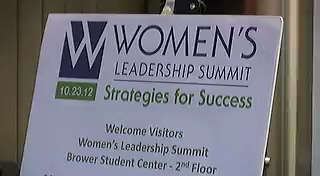 W WOMEN'S
LEADERSHIP SUMMIT
10.23.12 Strategies for Success
Welcome Visitors
Women's Leadership Summit
Brower Student Center - 2nd Floor